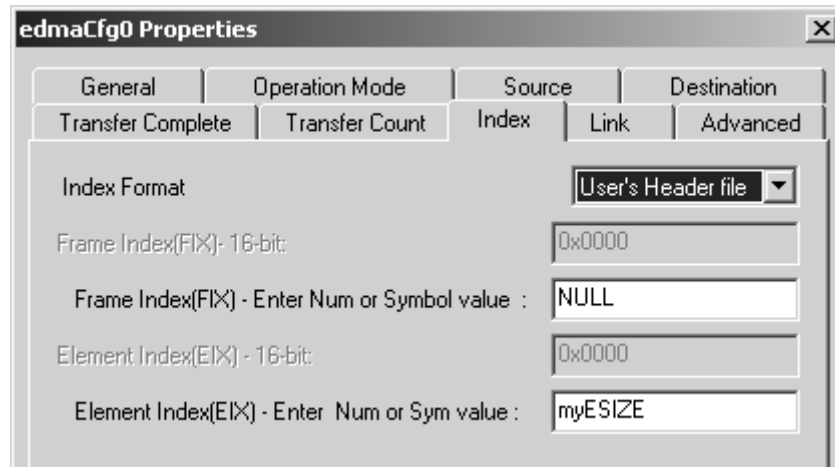 edmaCfg0 Properties
General Operation Mode Source Destination
Transfer Complete Transfer Count Index Link Advanced
Index Format User's Header file
Frame Index(FIX)- 16-bit: 0x0000
Frame Index(FIX) - Enter Num or Symbol value : NULL
Element Index(EIX) - 16-bit: 0x0000
Element Index(EIX) - Enter Num or Sym value : myESIZE